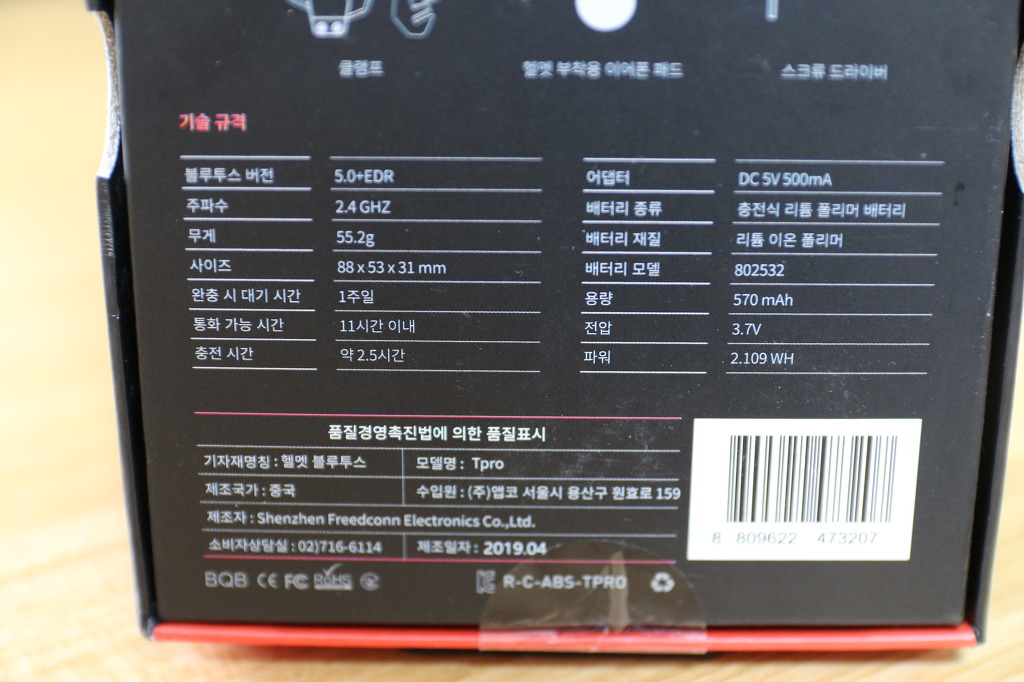 클램프
헬멧 부착용 이어폰 패드
스크류 드라이버
기술 규격
블루투스 버전 5.0+EDR
주파수 2.4 GHZ
무게 55.2g
사이즈 88 x 53 x 31 mm
완충 시 대기 시간 1주일
통화 가능 시간 11시간 이내
충전 시간 약 2.5시간
어댑터 DC 5V 500mA
배터리 종류 충전식 리튬 폴리머 배터리
배터리 재질 리튬 이온 폴리머
배터리 모델 802532
용량 570 mAh
전압 3.7V
파워 2.109 WH
품질경영촉진법에 의한 품질표시
기자재명칭 : 헬멧 블루투스 모델명 : Tpro
제조국가 : 중국 수입원 : (주)앱코 서울시 용산구 원효로 159
제조자 : Shenzhen Freedconn Electronics Co.,Ltd.
소비자상담실 : 02)716-6114 제조일자 : 2019.04
BQB CE FC RoHS R-C-ABS-TPRO
8 809622 473207